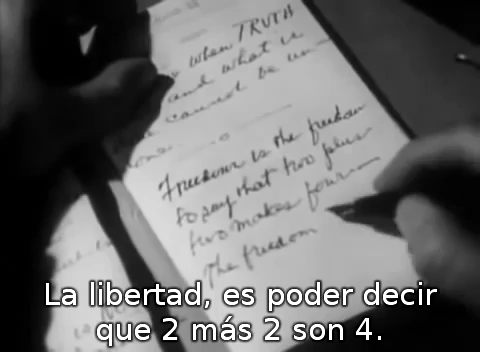 when TRUTH
and what is
cannot be un-
Freedom is the freedom
to say that two plus
two makes four—
The freedom
La libertad, es poder decir
que 2 más 2 son 4.